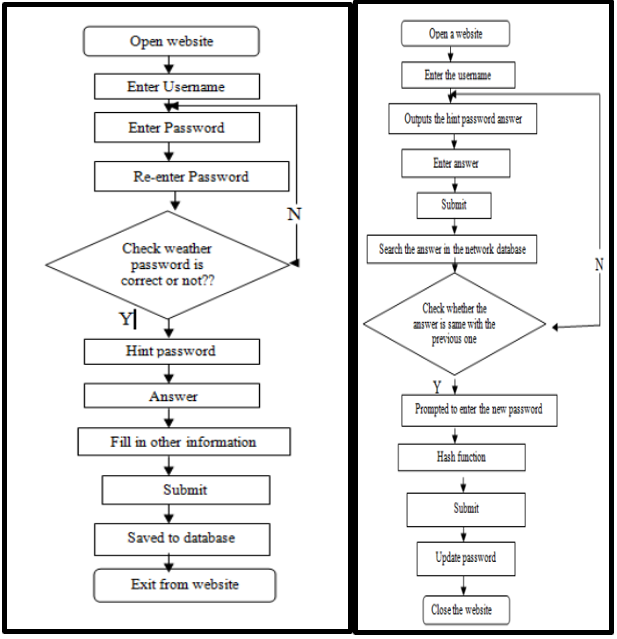 Open website
Enter Username
Enter Password
Re-enter Password
N
Check weather
password is
correct or not??
Y
Hint password
Answer
Fill in other information
Submit
Saved to database
Exit from website
Open a website
Enter the username
Outputs the hint password answer
Enter answer
Submit
Search the answer in the network database
N
Check whether the
answer is same with the
previous one
Y
Prompted to enter the new password
Hash function
Submit
Update password
Close the website